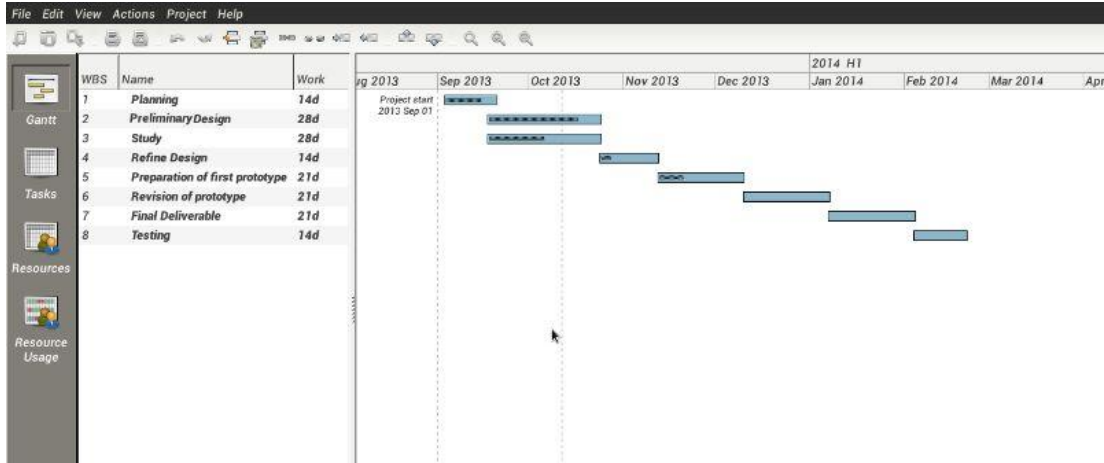 File Edit View Actions Project Help
2014 H1
WBS Name Work ug 2013 Sep 2013 Oct 2013 Nov 2013 Dec 2013 Jan 2014 Feb 2014 Mar 2014 Apr
1 Planning 14d Project start
2013 Sep 01
2 Preliminary Design 28d
3 Study 28d
4 Refine Design 14d
5 Preparation of first prototype 21d
6 Revision of prototype 21d
7 Final Deliverable 21d
8 Testing 14d
Gantt
Tasks
Resources
Resource
Usage